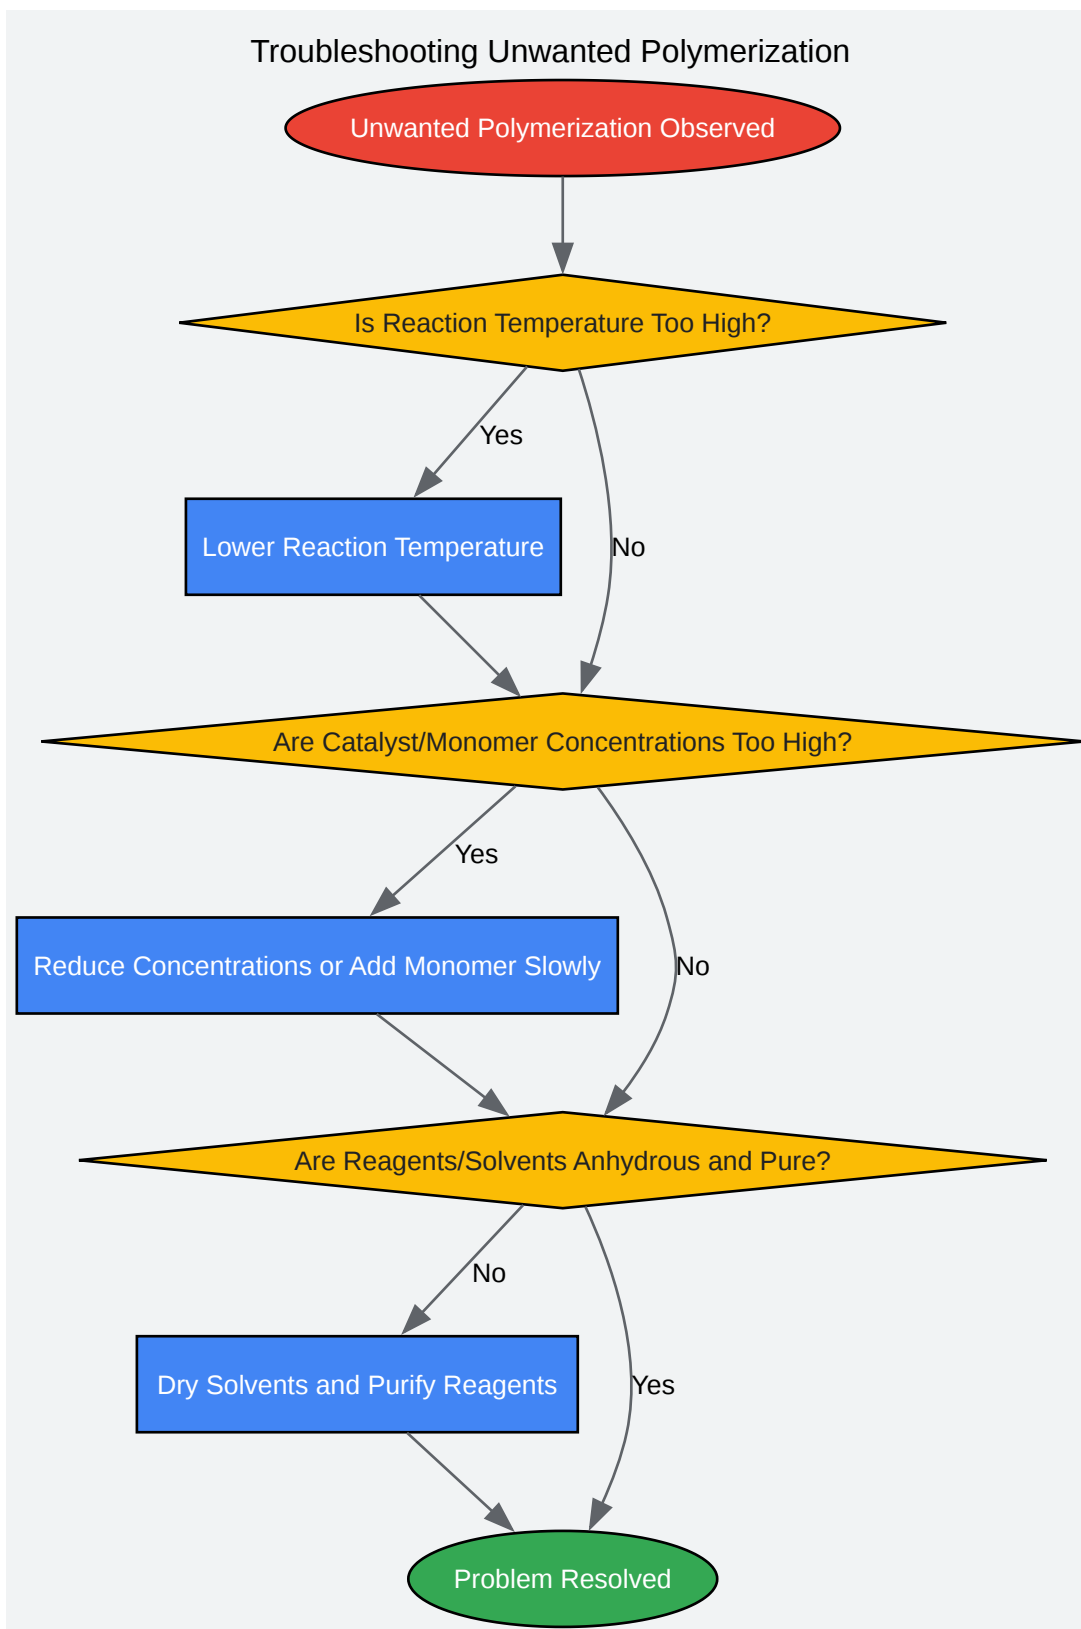 Troubleshooting Unwanted Polymerization
Unwanted Polymerization Observed
Is Reaction Temperature Too High?
Yes
Lower Reaction Temperature
No
Are Catalyst/Monomer Concentrations Too High?
Yes
Reduce Concentrations or Add Monomer Slowly
No
Are Reagents/Solvents Anhydrous and Pure?
No
Dry Solvents and Purify Reagents
Yes
Problem Resolved